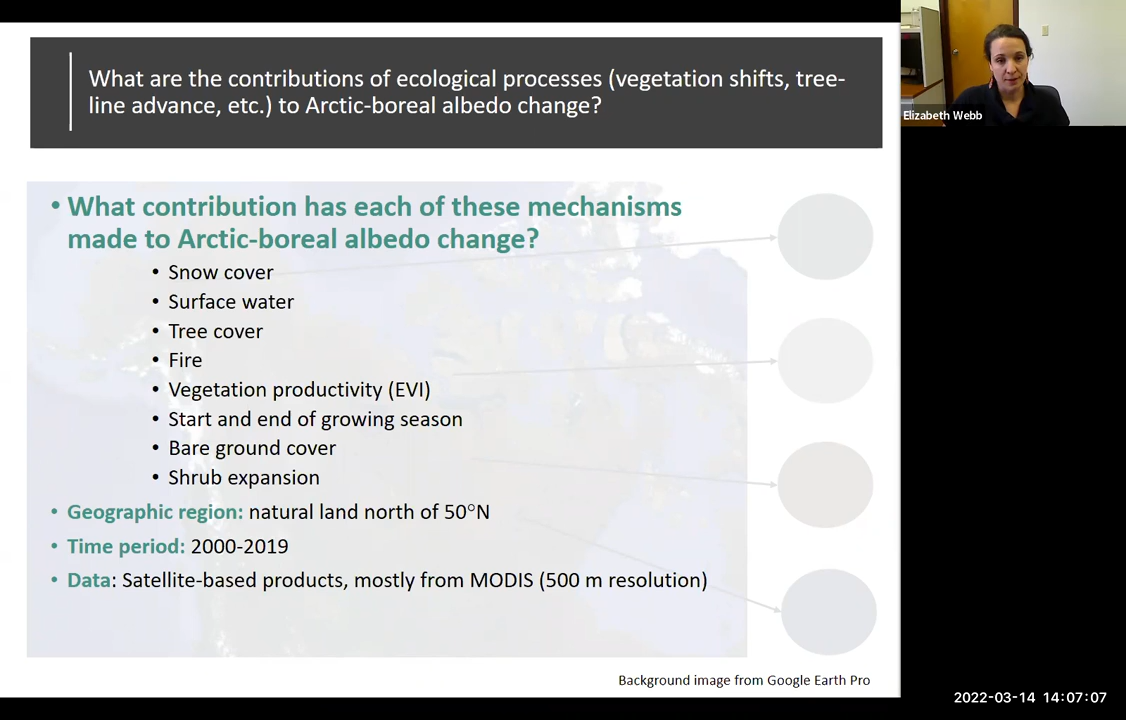 What are the contributions of ecological processes (vegetation shifts, tree-
line advance, etc.) to Arctic-boreal albedo change?
Elizabeth Webb
• What contribution has each of these mechanisms
made to Arctic-boreal albedo change?
• Snow cover
• Surface water
• Tree cover
• Fire
• Vegetation productivity (EVI)
• Start and end of growing season
• Bare ground cover
• Shrub expansion
• Geographic region: natural land north of 50°N
• Time period: 2000-2019
• Data: Satellite-based products, mostly from MODIS (500 m resolution)
Background image from Google Earth Pro
2022-03-14 14:07:07